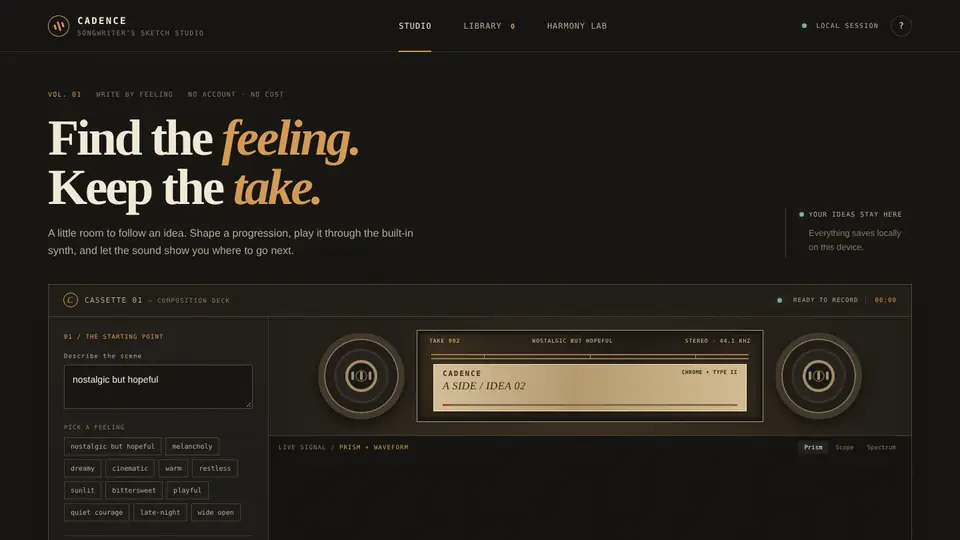 CADENCE
SONGWRITER'S SKETCH STUDIO
STUDIO
LIBRARY 0
HARMONY LAB
LOCAL SESSION
?
VOL. 01 WRITE BY FEELING NO ACCOUNT · NO COST
Find the feeling.
Keep the take.
A little room to follow an idea. Shape a progression, play it through the built-in
synth, and let the sound show you where to go next.
YOUR IDEAS STAY HERE
Everything saves locally
on this device.
C CASSETTE 01 — COMPOSITION DECK
READY TO RECORD 00:00
01 / THE STARTING POINT
Describe the scene
nostalgic but hopeful
PICK A FEELING
nostalgic but hopeful melancholy
dreamy cinematic warm restless
sunlit bittersweet playful
quiet courage late-night wide open
TAKE 002 NOSTALGIC BUT HOPEFUL STEREO · 44.1 KHZ
CADENCE CHROME • TYPE II
A SIDE / IDEA 02
LIVE SIGNAL / PRISM + WAVEFORM
Prism Scope Spectrum